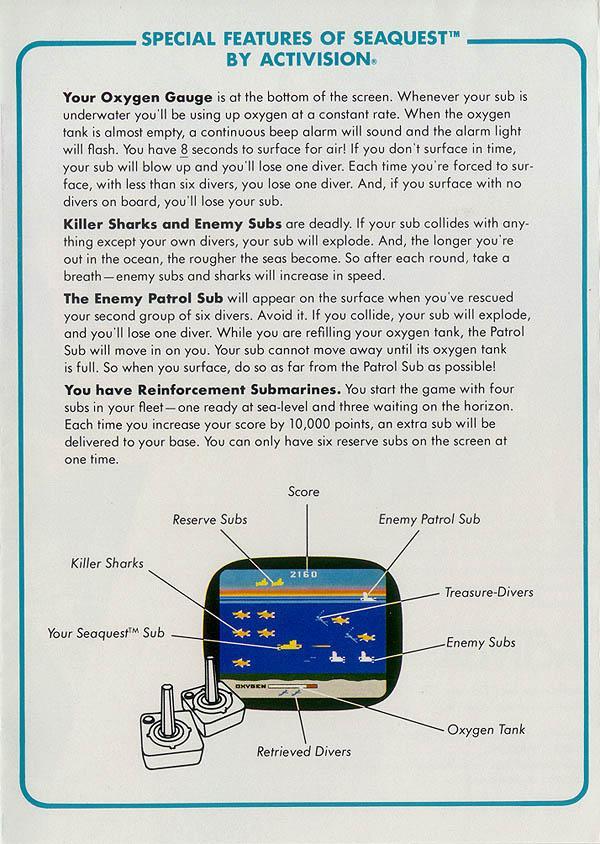 SPECIAL FEATURES OF SEAQUEST™
BY ACTIVISION®
Your Oxygen Gauge is at the bottom of the screen. Whenever your sub is
underwater you'll be using up oxygen at a constant rate. When the oxygen
tank is almost empty, a continuous beep alarm will sound and the alarm light
will flash. You have 8 seconds to surface for air! If you don't surface in time,
your sub will blow up and you'll lose one diver. Each time you're forced to sur-
face, with less than six divers, you lose one diver. And, if you surface with no
divers on board, you'll lose your sub.
Killer Sharks and Enemy Subs are deadly. If your sub collides with any-
thing except your own divers, your sub will explode. And, the longer you're
out in the ocean, the rougher the seas become. So after each round, take a
breath—enemy subs and sharks will increase in speed.
The Enemy Patrol Sub will appear on the surface when you've rescued
your second group of six divers. Avoid it. If you collide, your sub will explode,
and you'll lose one diver. While you are refilling your oxygen tank, the Patrol
Sub will move in on you. Your sub cannot move away until its oxygen tank
is full. So when you surface, do so as far from the Patrol Sub as possible!
You have Reinforcement Submarines. You start the game with four
subs in your fleet—one ready at sea-level and three waiting on the horizon.
Each time you increase your score by 10,000 points, an extra sub will be
delivered to your base. You can only have six reserve subs on the screen at
one time.
Score
Reserve Subs
Enemy Patrol Sub
Killer Sharks
2160
Treasure-Divers
Your Seaquest™ Sub
Enemy Subs
OXYGEN
Oxygen Tank
Retrieved Divers